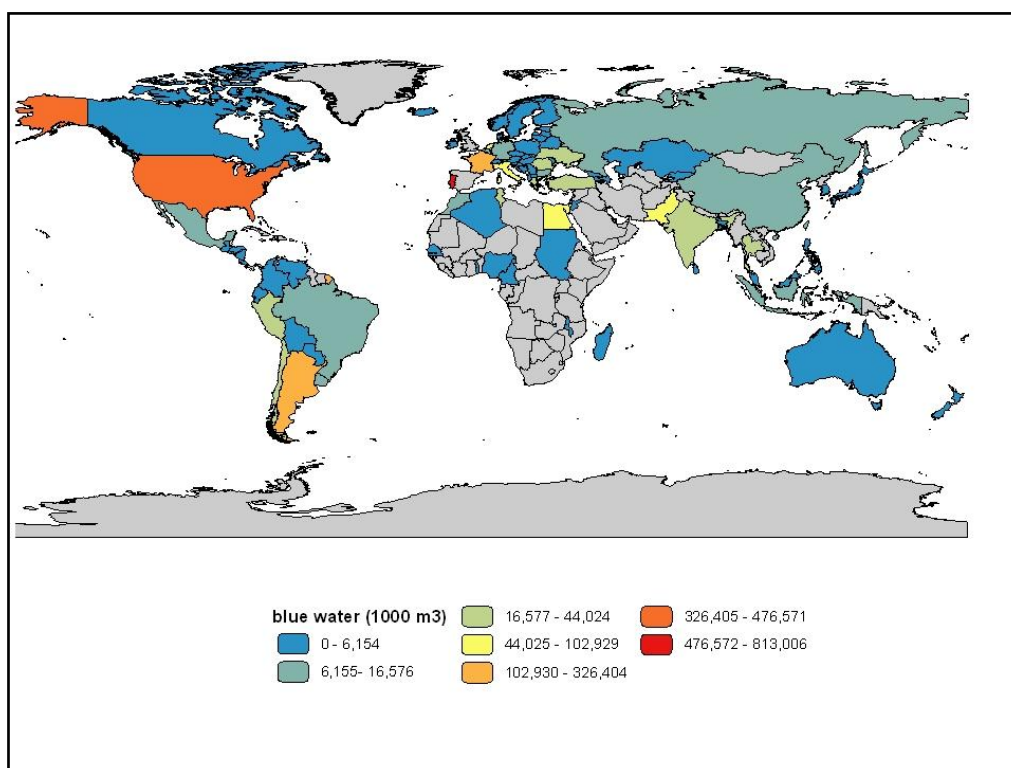 blue water (1000 m3)
0 - 6,154
6,155- 16,576
16,577 - 44,024
44,025 - 102,929
102,930 - 326,404
326,405 - 476,571
476,572 - 813,006